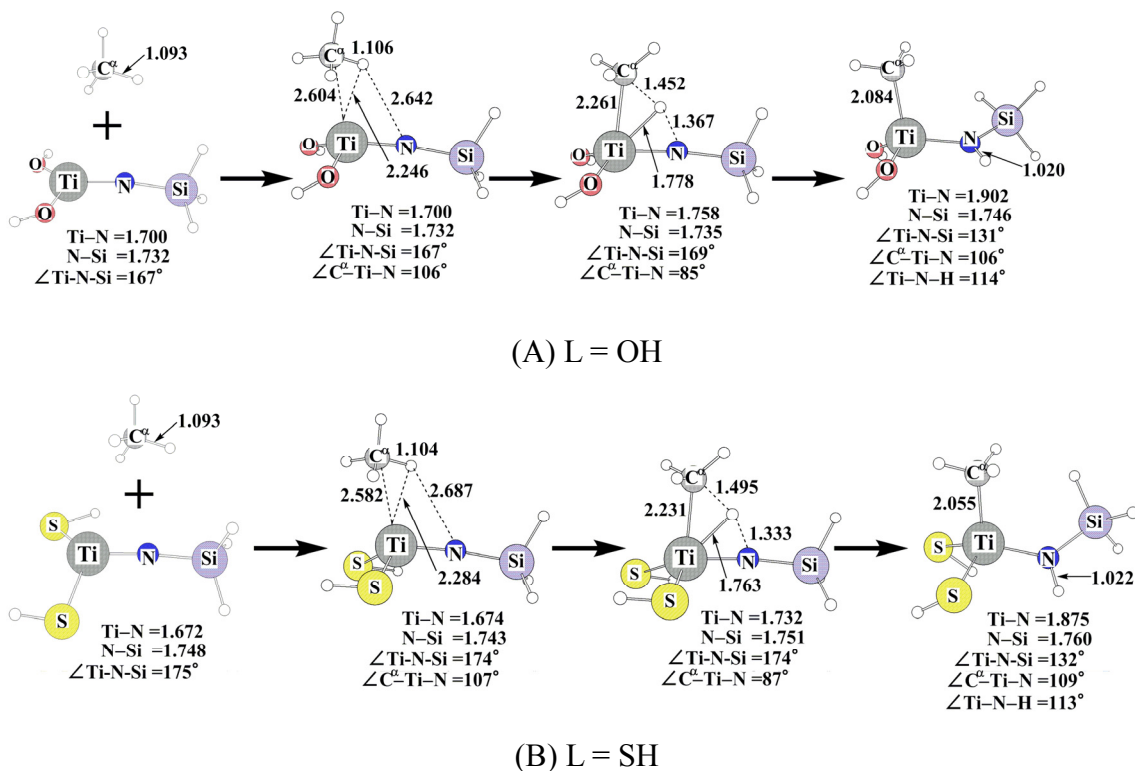 Cα
1.093
+
O
O
Ti
N
Si
Ti–N =1.700
N–Si =1.732
∠Ti-N-Si =167°
Cα
1.106
2.604
2.642
O
O
Ti
N
Si
2.246
Ti–N =1.700
N–Si =1.732
∠Ti-N-Si =167°
∠Cα–Ti–N =106°
Cα
1.452
2.261
1.367
O
O
Ti
N
Si
1.778
Ti–N =1.758
N–Si =1.735
∠Ti-N-Si =169°
∠Cα–Ti–N =85°
Cα
2.084
O
O
Ti
N
Si
1.020
Ti–N =1.902
N–Si =1.746
∠Ti-N-Si =131°
∠Cα–Ti–N =106°
∠Ti–N–H =114°
(A) L = OH
Cα
1.093
+
S
S
Ti
N
Si
Ti–N =1.672
N–Si =1.748
∠Ti-N-Si =175°
Cα
1.104
2.582
2.687
S
S
Ti
N
Si
2.284
Ti–N =1.674
N–Si =1.743
∠Ti-N-Si =174°
∠Cα–Ti–N =107°
Cα
1.495
2.231
1.333
S
S
Ti
N
Si
1.763
Ti–N =1.732
N–Si =1.751
∠Ti-N-Si =174°
∠Cα–Ti–N =87°
Cα
2.055
S
S
Ti
N
Si
1.022
Ti–N =1.875
N–Si =1.760
∠Ti-N-Si =132°
∠Cα–Ti–N =109°
∠Ti–N–H =113°
(B) L = SH